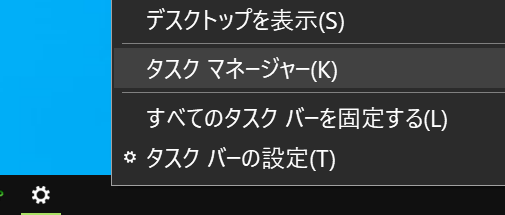 デスクトップを表示(S)
タスク マネージャー(K)
すべてのタスク バーを固定する(L)
タスク バーの設定(T)